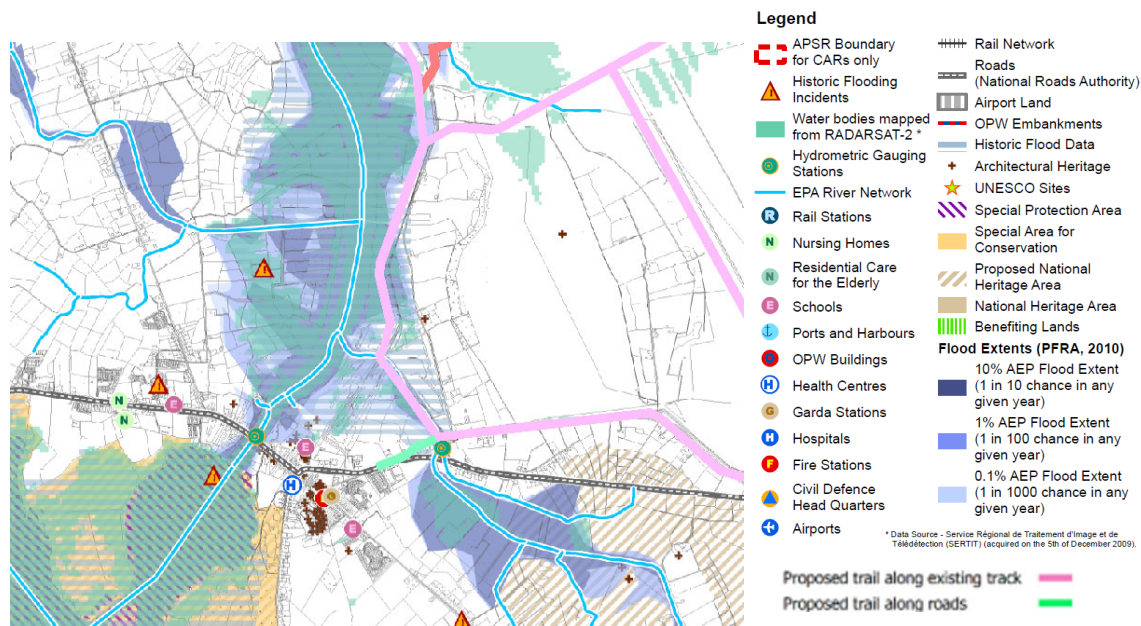 Legend
APSR Boundary
for CARs only
Historic Flooding
Incidents
Water bodies mapped
from RADARSAT-2 *
Hydrometric Gauging
Stations
EPA River Network
R
Rail Stations
N
Nursing Homes
N
Residential Care
for the Elderly
E
Schools
Ports and Harbours
OPW Buildings
H
Health Centres
G
Garda Stations
H
Hospitals
F
Fire Stations
Civil Defence
Head Quarters
Airports
Rail Network
Roads
(National Roads Authority)
Airport Land
OPW Embankments
Historic Flood Data
Architectural Heritage
UNESCO Sites
Special Protection Area
Special Area for
Conservation
Proposed National
Heritage Area
National Heritage Area
Benefiting Lands
Flood Extents (PFRA, 2010)
10% AEP Flood Extent
(1 in 10 chance in any
given year)
1% AEP Flood Extent
(1 in 100 chance in any
given year)
0.1% AEP Flood Extent
(1 in 1000 chance in any
given year)
* Data Source - Service Régional de Traitement d'Image et de
Télédétection (SERTIT) (acquired on the 5th of December 2009).
Proposed trail along existing track
Proposed trail along roads
N
N
E
E
H
G
E